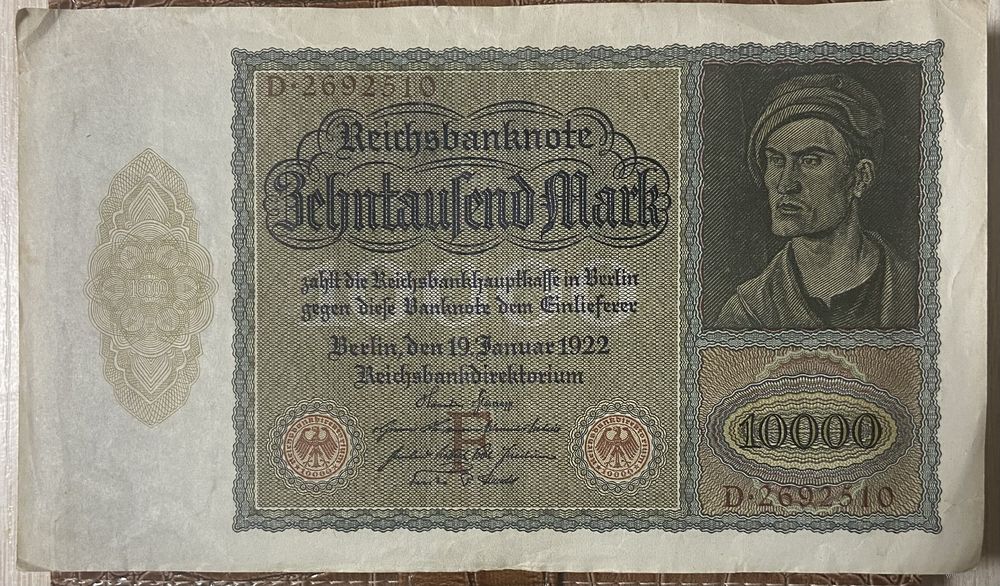 D·2692510
Reichsbanknote
Zehntausend Mark
zahlt die Reichsbankhauptkasse in Berlin
gegen diese Banknote dem Einlieferer
Berlin, den 19. Januar 1922
Reichsbankdirektorium
F
10000
D·2692510